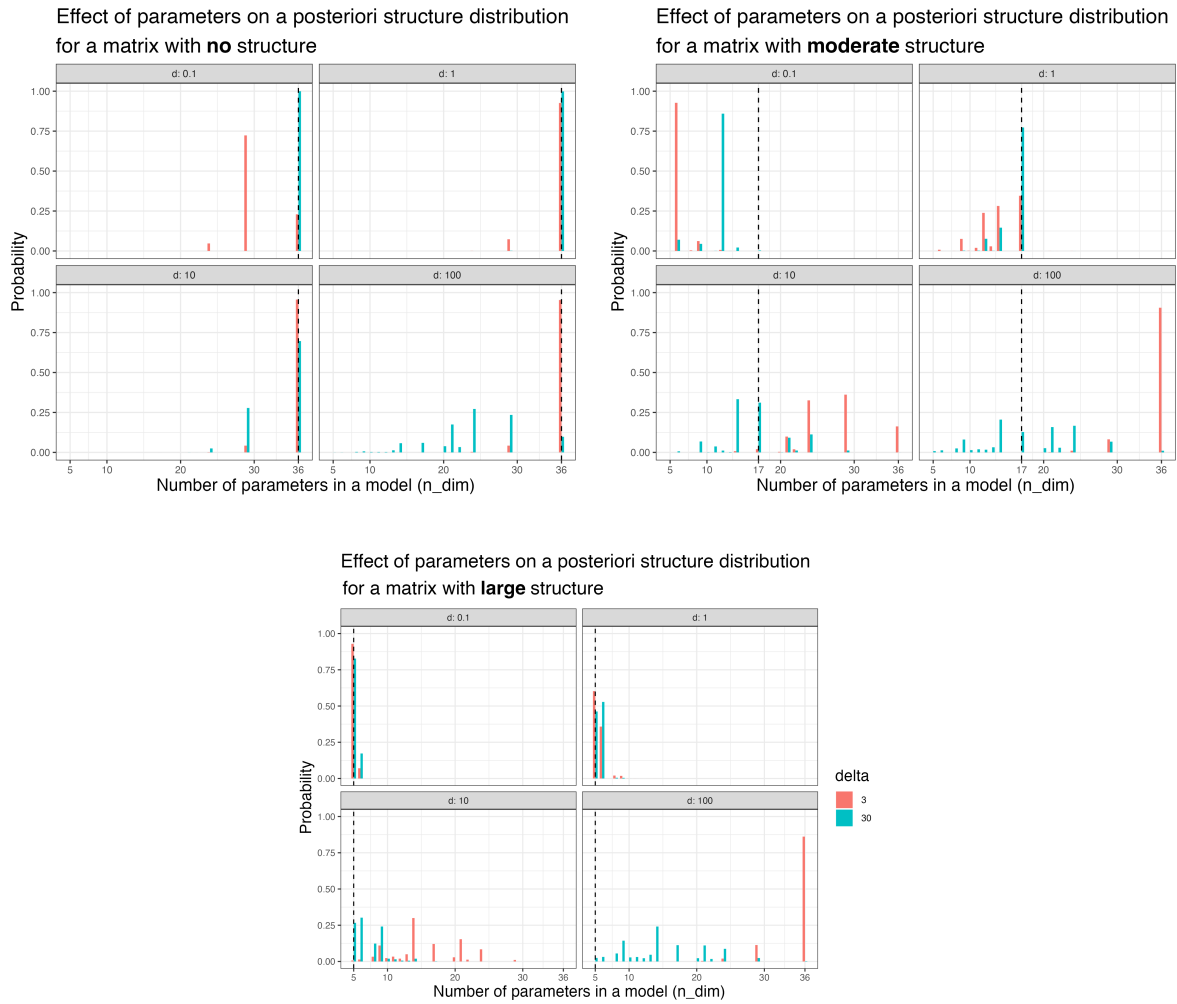 Effect of parameters on a posteriori structure distribution
for a matrix with no structure
d: 0.1
d: 1
1.00
0.75
0.50
0.25
0.00
d: 10
d: 100
1.00
0.75
0.50
0.25
0.00
5 10 20 30 36
5 10 20 30 36
Probability
Number of parameters in a model (n_dim)
Effect of parameters on a posteriori structure distribution
for a matrix with moderate structure
d: 0.1
d: 1
1.00
0.75
0.50
0.25
0.00
d: 10
d: 100
1.00
0.75
0.50
0.25
0.00
5 10 17 20 30 36
5 10 17 20 30 36
Probability
Number of parameters in a model (n_dim)
Effect of parameters on a posteriori structure distribution
for a matrix with large structure
d: 0.1
d: 1
1.00
0.75
0.50
0.25
0.00
d: 10
d: 100
1.00
0.75
0.50
0.25
0.00
5 10 20 30 36
5 10 20 30 36
Probability
Number of parameters in a model (n_dim)
delta
3
30